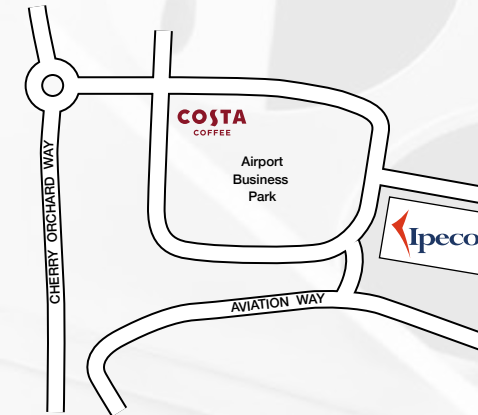 COSTA
COFFEE
Airport
Business
Park
CHERRY ORCHARD WAY
Ipeco
AVIATION WAY